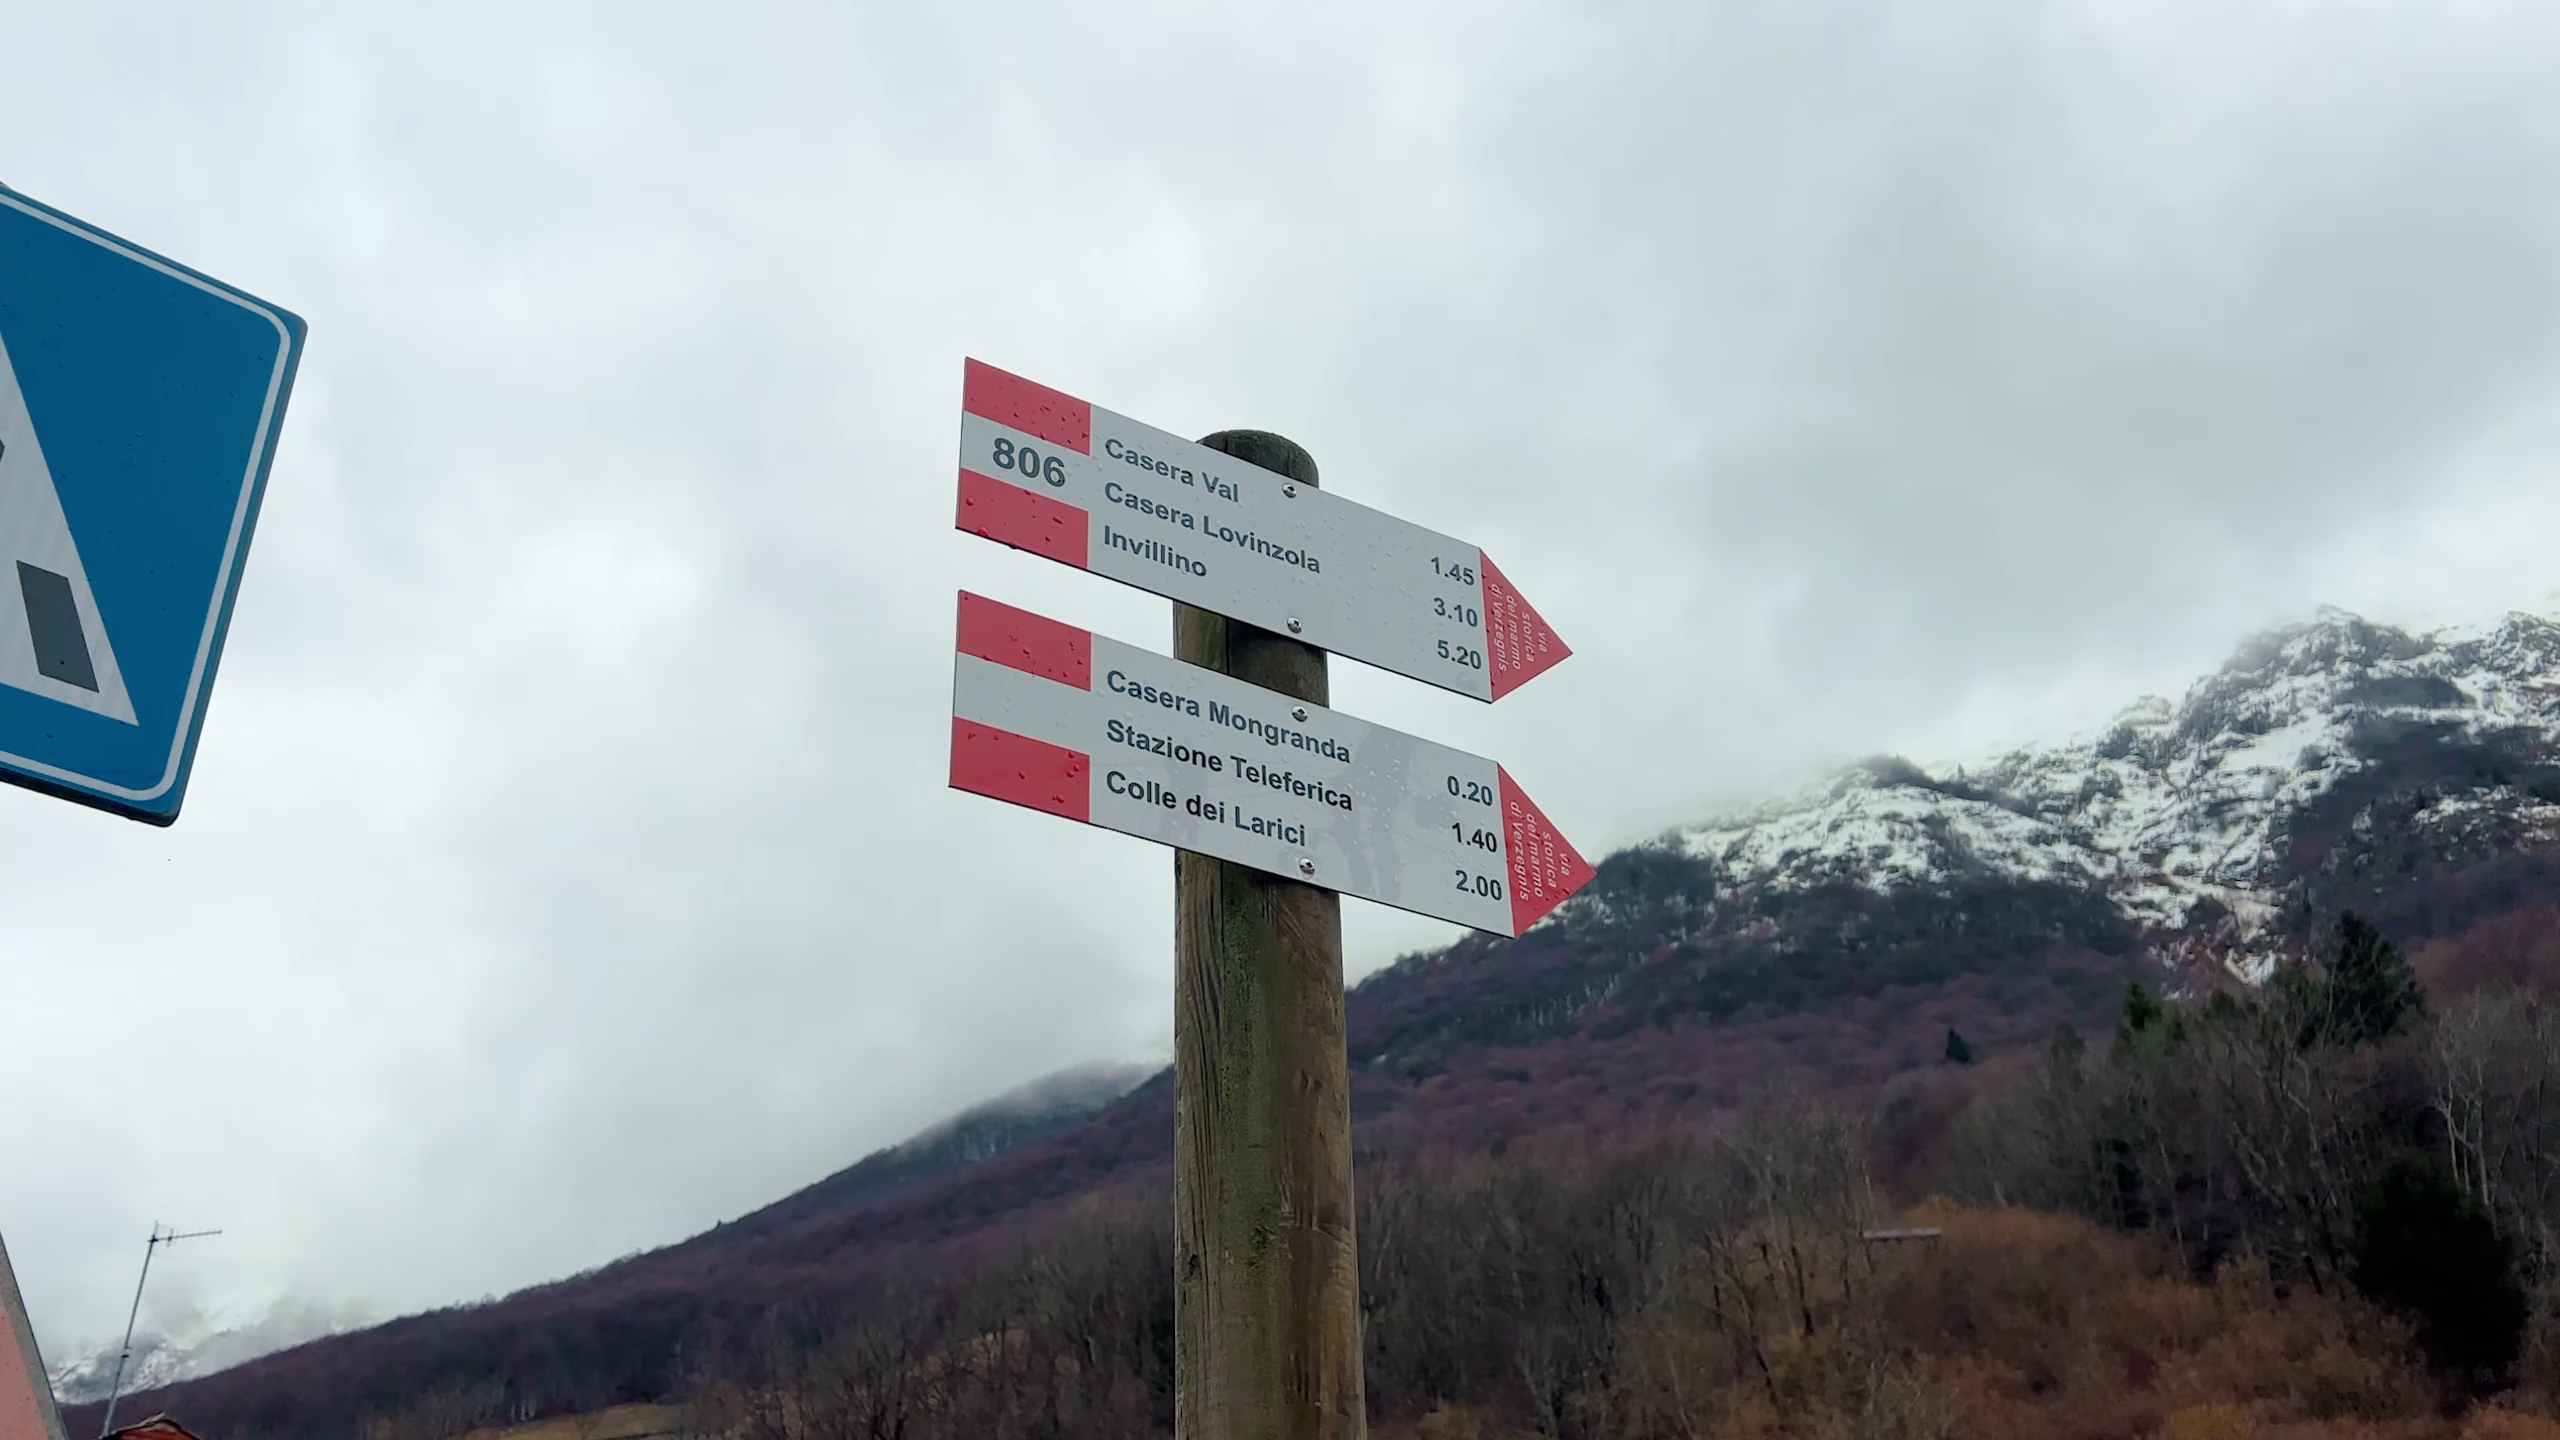 806
Casera Val 1.45
Casera Lovinzola 3.10
Invillino 5.20
via
storica
del marmo
di Verzegnis
Casera Mongranda 0.20
Stazione Teleferica 1.40
Colle dei Larici 2.00
via
storica
del marmo
di Verzegnis